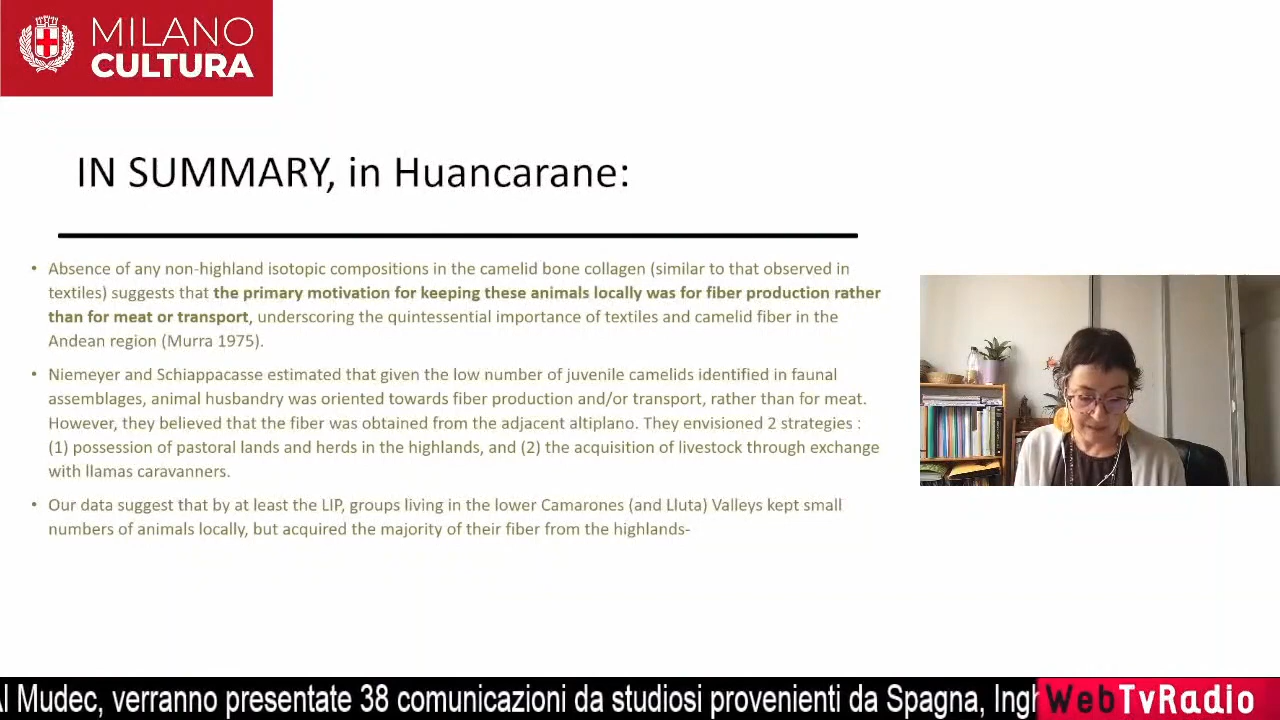 MILANO
CULTURA
IN SUMMARY, in Huancarane:
• Absence of any non-highland isotopic compositions in the camelid bone collagen (similar to that observed in
textiles) suggests that the primary motivation for keeping these animals locally was for fiber production rather
than for meat or transport, underscoring the quintessential importance of textiles and camelid fiber in the
Andean region (Murra 1975).
• Niemeyer and Schiappacasse estimated that given the low number of juvenile camelids identified in faunal
assemblages, animal husbandry was oriented towards fiber production and/or transport, rather than for meat.
However, they believed that the fiber was obtained from the adjacent altiplano. They envisioned 2 strategies :
(1) possession of pastoral lands and herds in the highlands, and (2) the acquisition of livestock through exchange
with llamas caravanners.
• Our data suggest that by at least the LIP, groups living in the lower Camarones (and Lluta) Valleys kept small
numbers of animals locally, but acquired the majority of their fiber from the highlands-
Al Mudec, verranno presentate 38 comunicazioni da studiosi provenienti da Spagna, Ingh
WebTvRadio